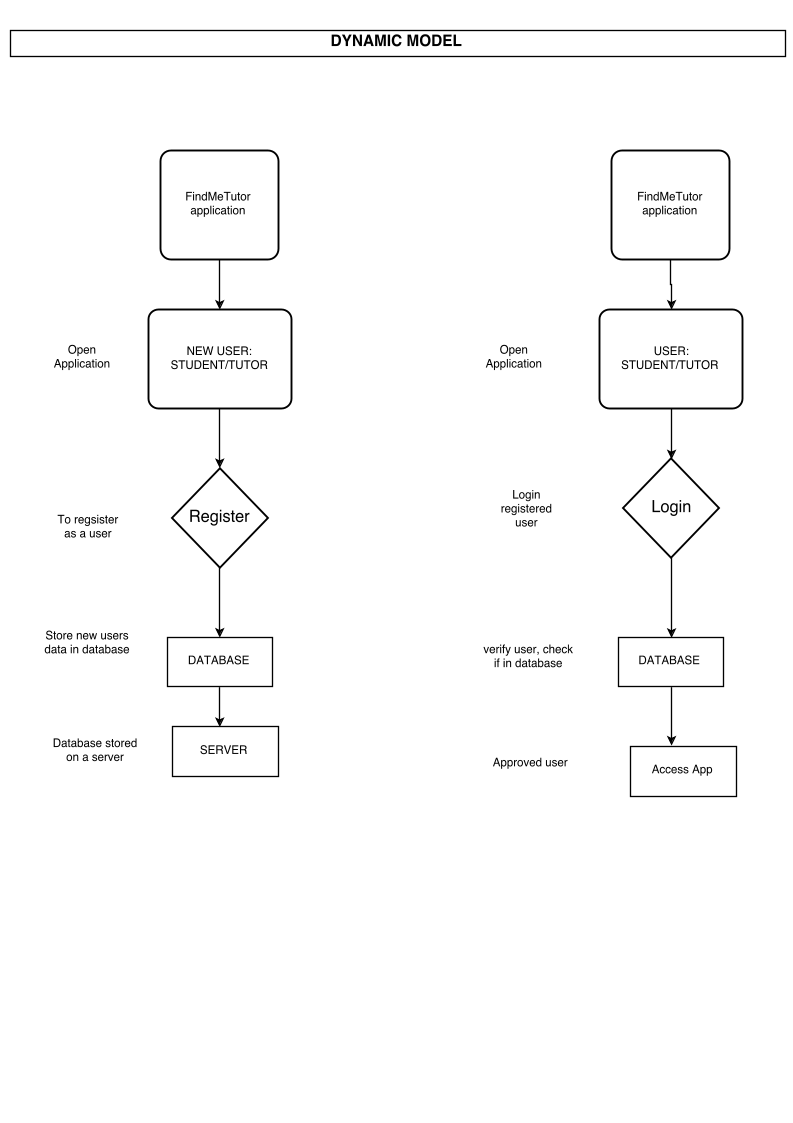 DYNAMIC MODEL
FindMeTutor
application
Open
Application
NEW USER:
STUDENT/TUTOR
To regsister
as a user
Register
Store new users
data in database
DATABASE
Database stored
on a server
SERVER
FindMeTutor
application
Open
Application
USER:
STUDENT/TUTOR
Login
registered
user
Login
verify user, check
if in database
DATABASE
Approved user
Access App